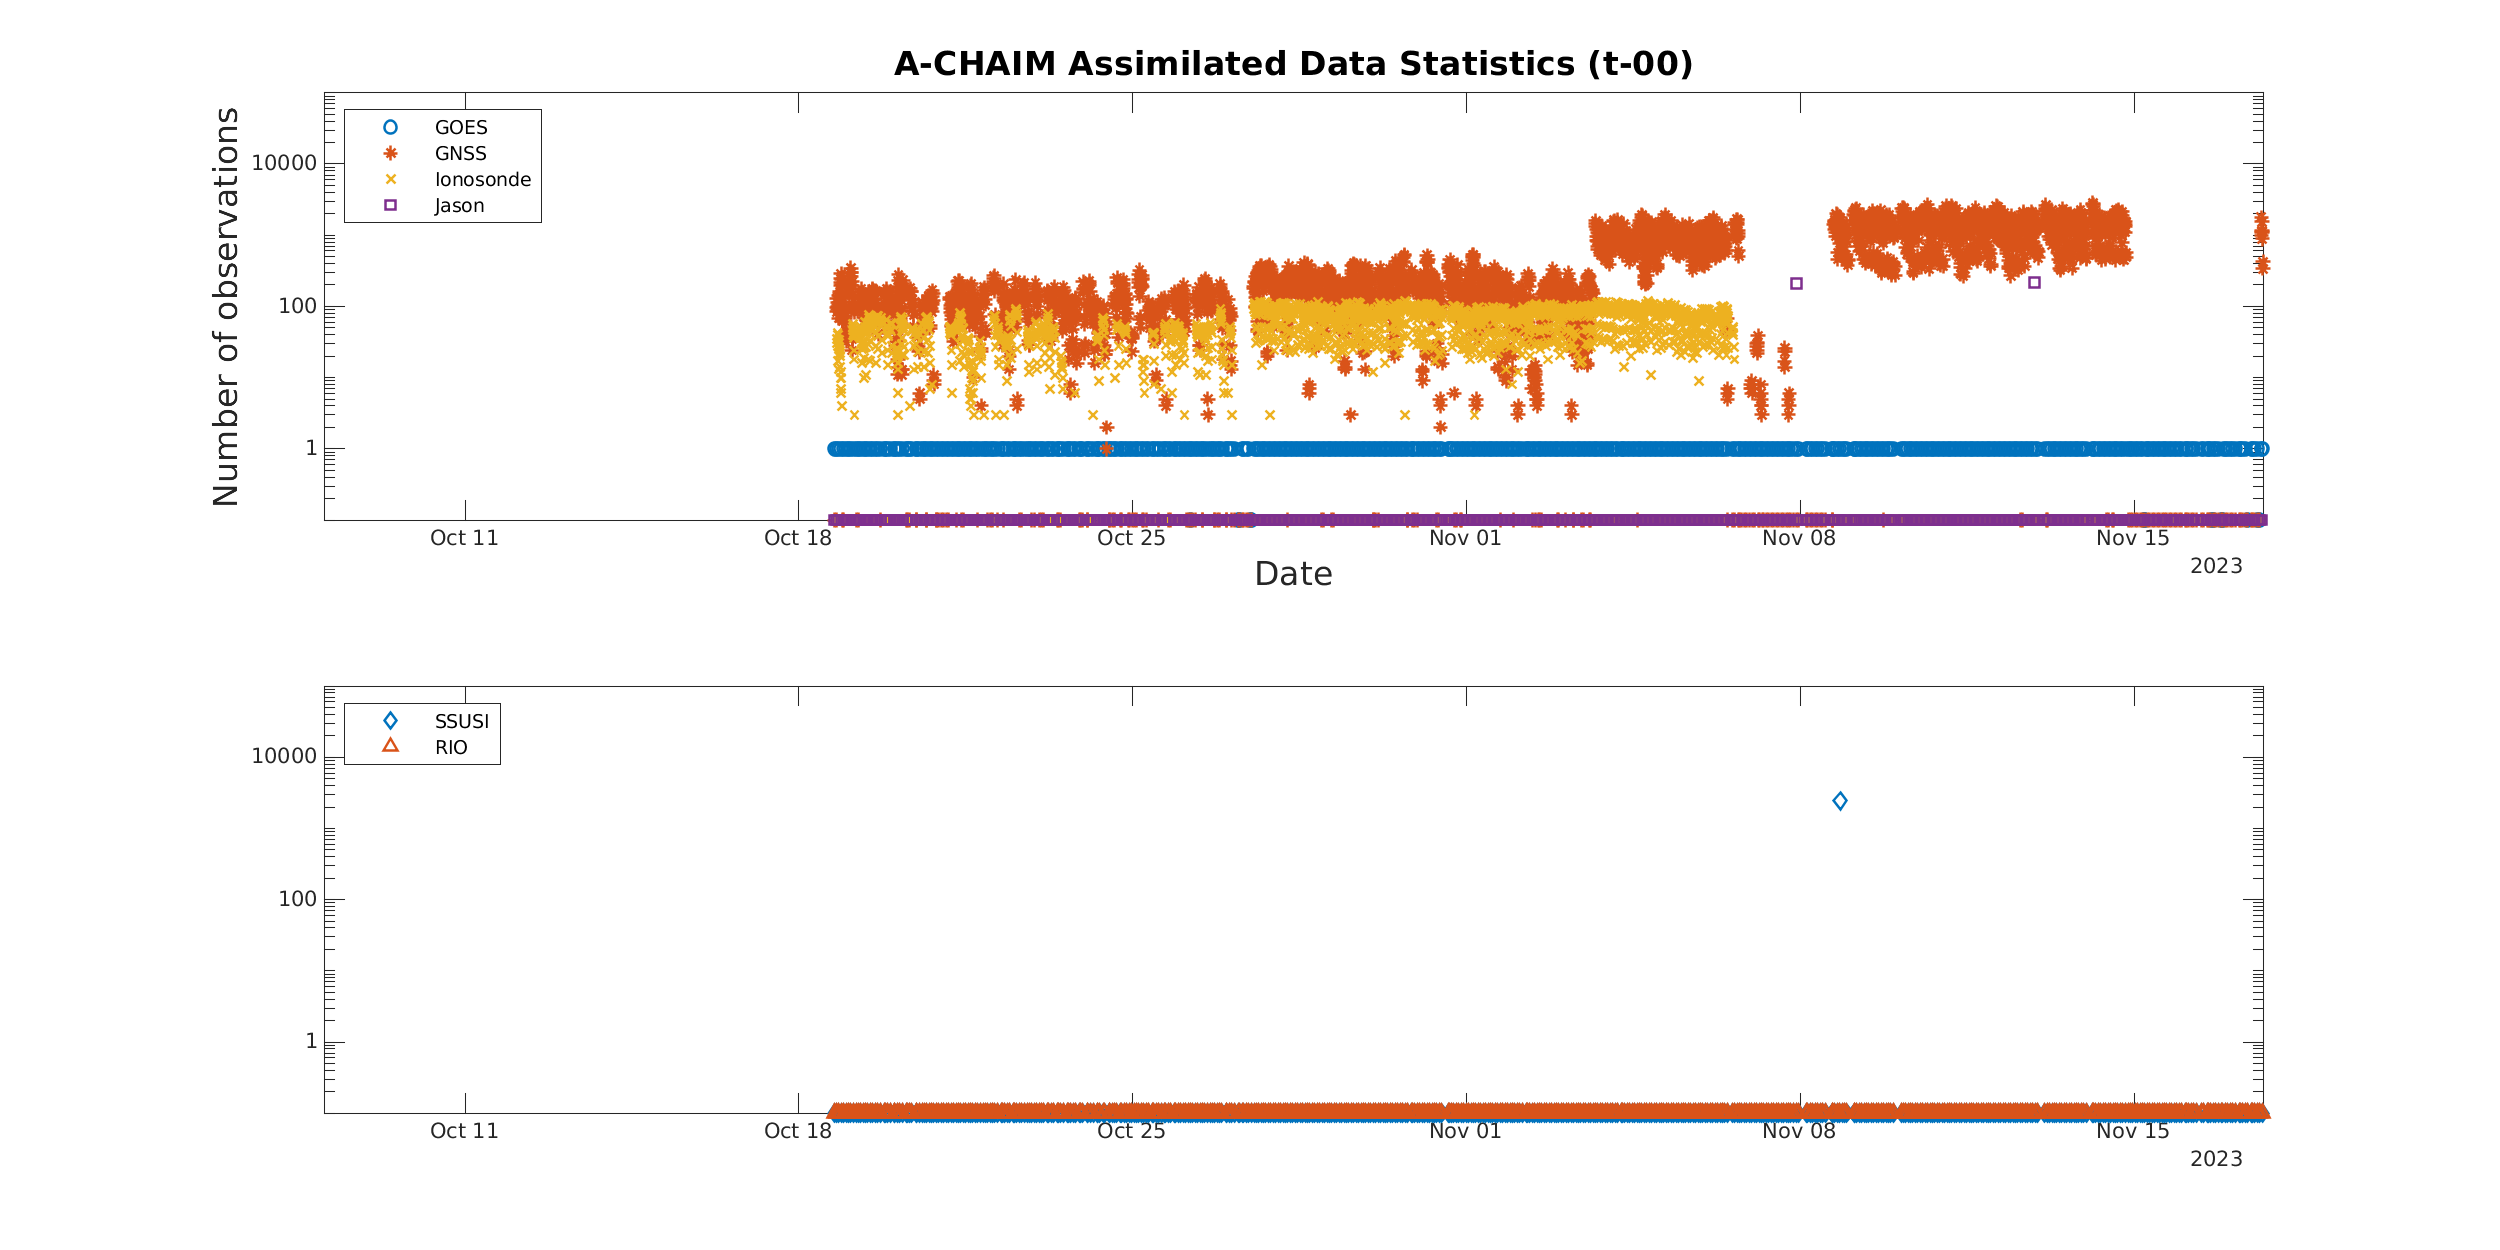 A-CHAIM Assimilated Data Statistics (t-00)
Number of observations
GOES
GNSS
Ionosonde
Jason
10000
100
1
Oct 11 Oct 18 Oct 25 Nov 01 Nov 08 Nov 15
2023
Date
SSUSI
RIO
10000
100
1
Oct 11 Oct 18 Oct 25 Nov 01 Nov 08 Nov 15
2023